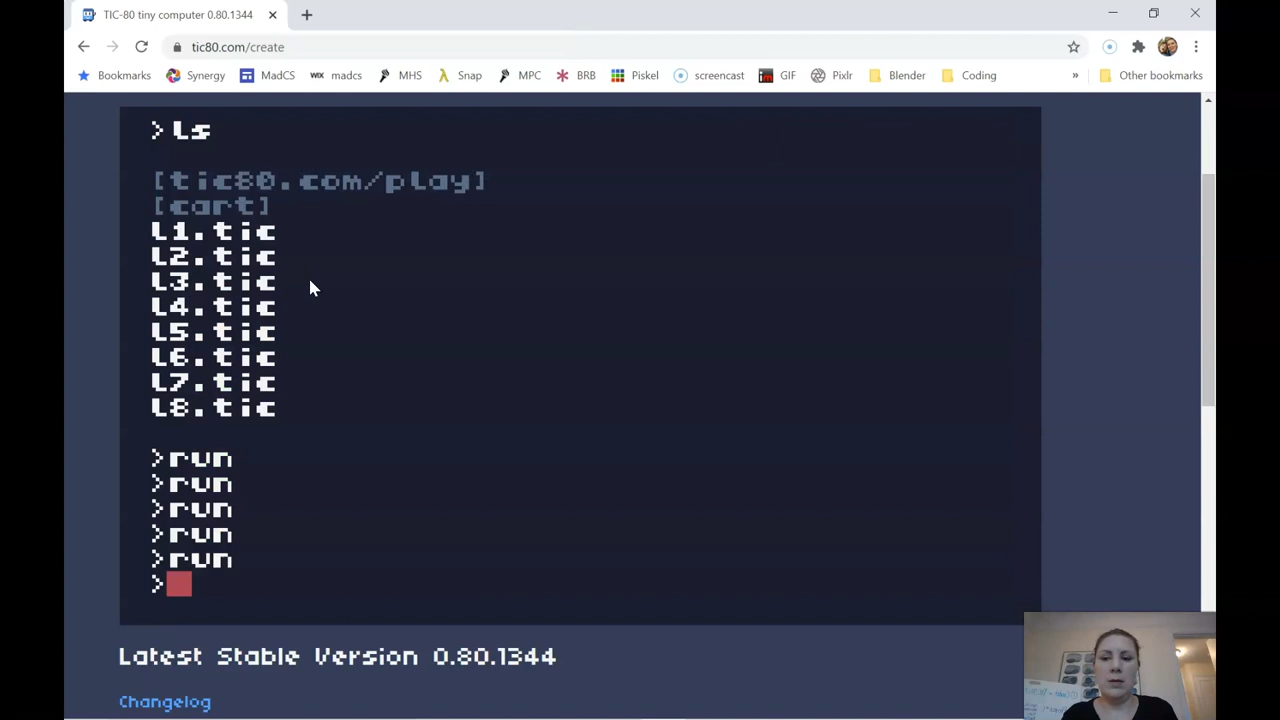 TIC-80 tiny computer 0.80.1344
tic80.com/create
Bookmarks Synergy MadCS WIX madcs MHS Snap MPC BRB Piskel screencast im GIF Pixlr Blender Coding » Other bookmarks
>ls
[tic80.com/play]
[cart]
l1.tic
l2.tic
l3.tic
l4.tic
l5.tic
l6.tic
l7.tic
l8.tic
>run
>run
>run
>run
>run
>
Latest Stable Version 0.80.1344
Changelog